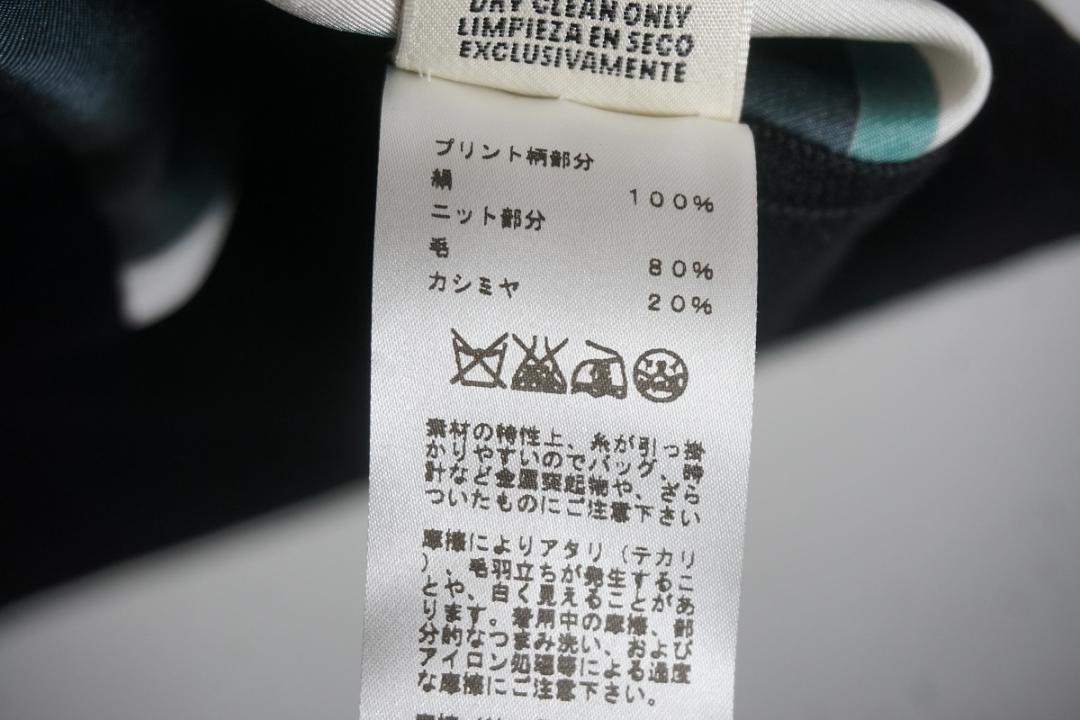 DRY CLEAN ONLY
LIMPIEZA EN SECO
EXCLUSIVAMENTE
プリント柄部分
絹 100%
ニット部分
毛 80%
カシミヤ 20%
素材の特性上、糸が引っ掛
かりやすいのでバッグ、時
計など金属突起物や、ざら
ついたものにご注意下さい
摩擦によりアタリ(テカリ
)、毛羽立ちが発生するこ
とや、白く見えることがあ
ります。着用中の摩擦、部
分的なつまみ洗い、および
アイロン処理等による過度
な摩擦にご注意下さい。
摩擦